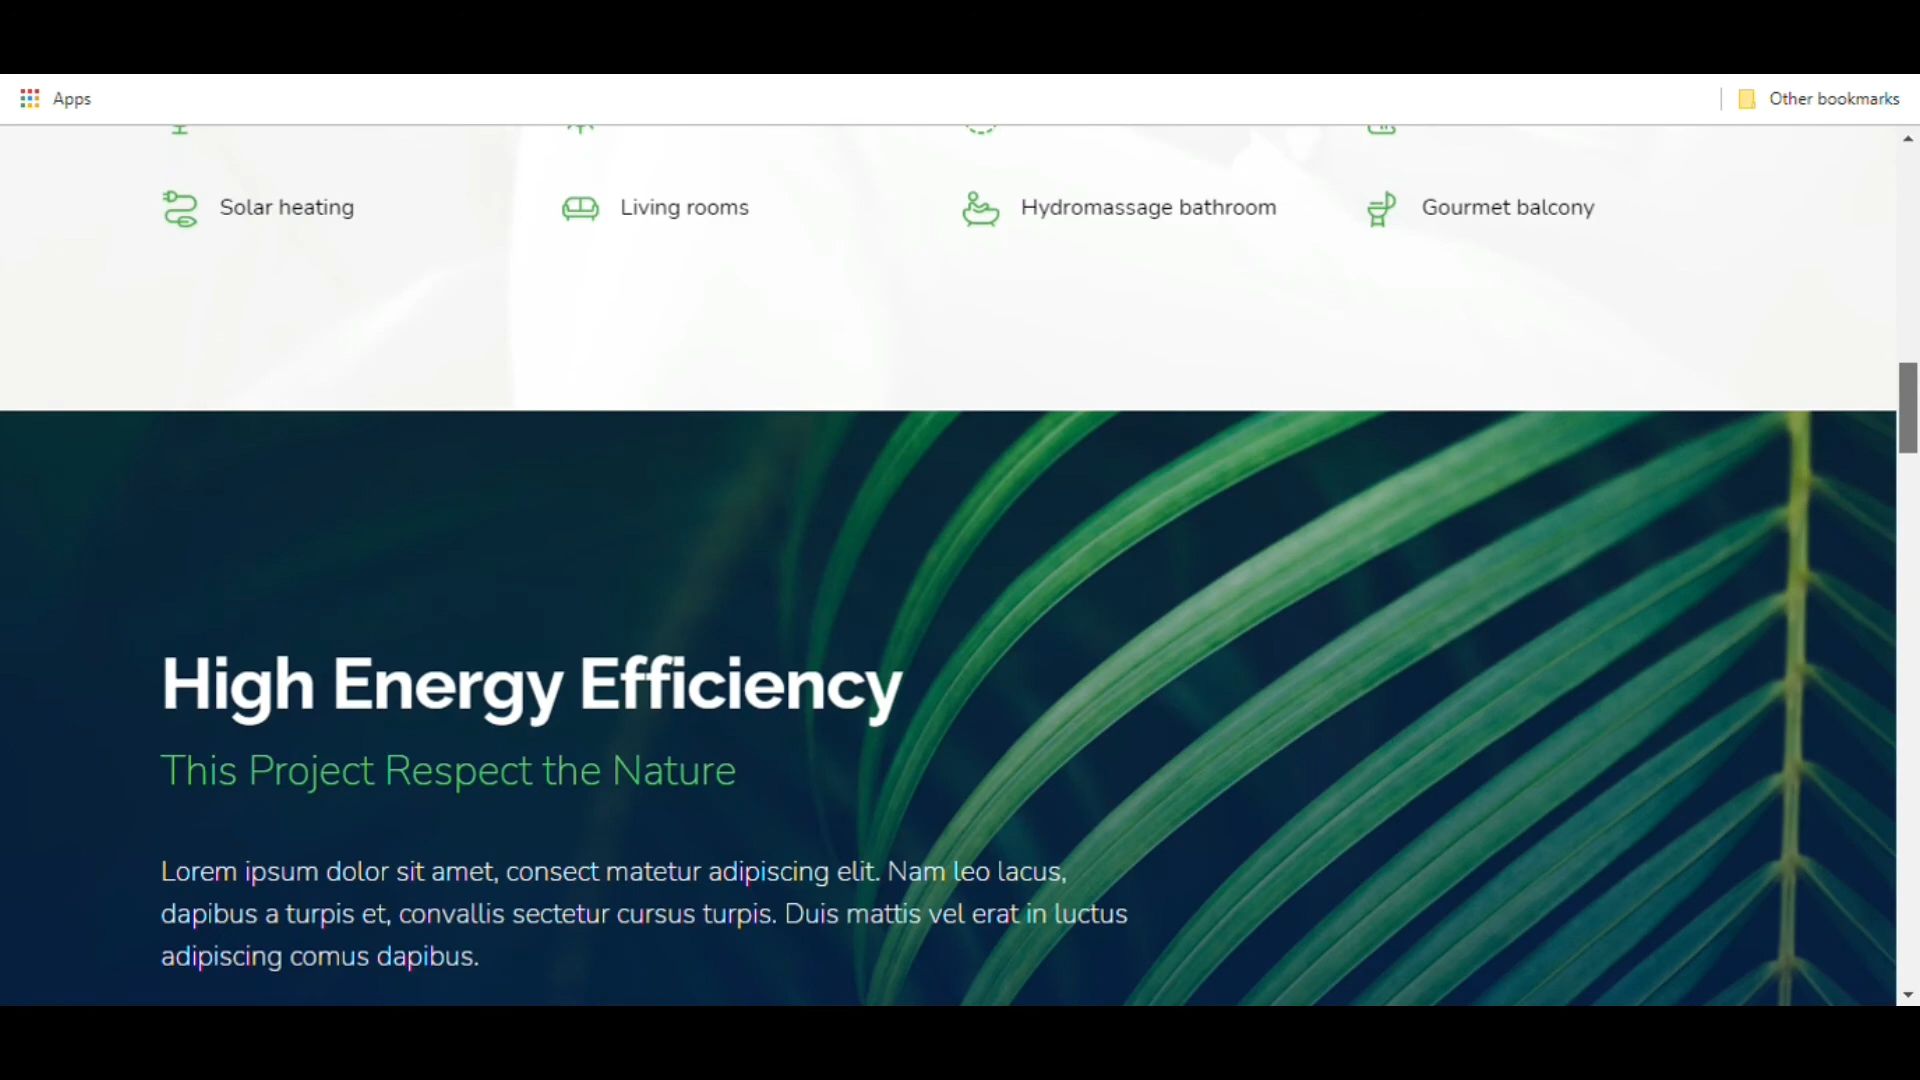 Apps
Other bookmarks
Solar heating
Living rooms
Hydromassage bathroom
Gourmet balcony
High Energy Efficiency
This Project Respect the Nature
Lorem ipsum dolor sit amet, consect matetur adipiscing elit. Nam leo lacus,
dapibus a turpis et, convallis sectetur cursus turpis. Duis mattis vel erat in luctus
adipiscing comus dapibus.